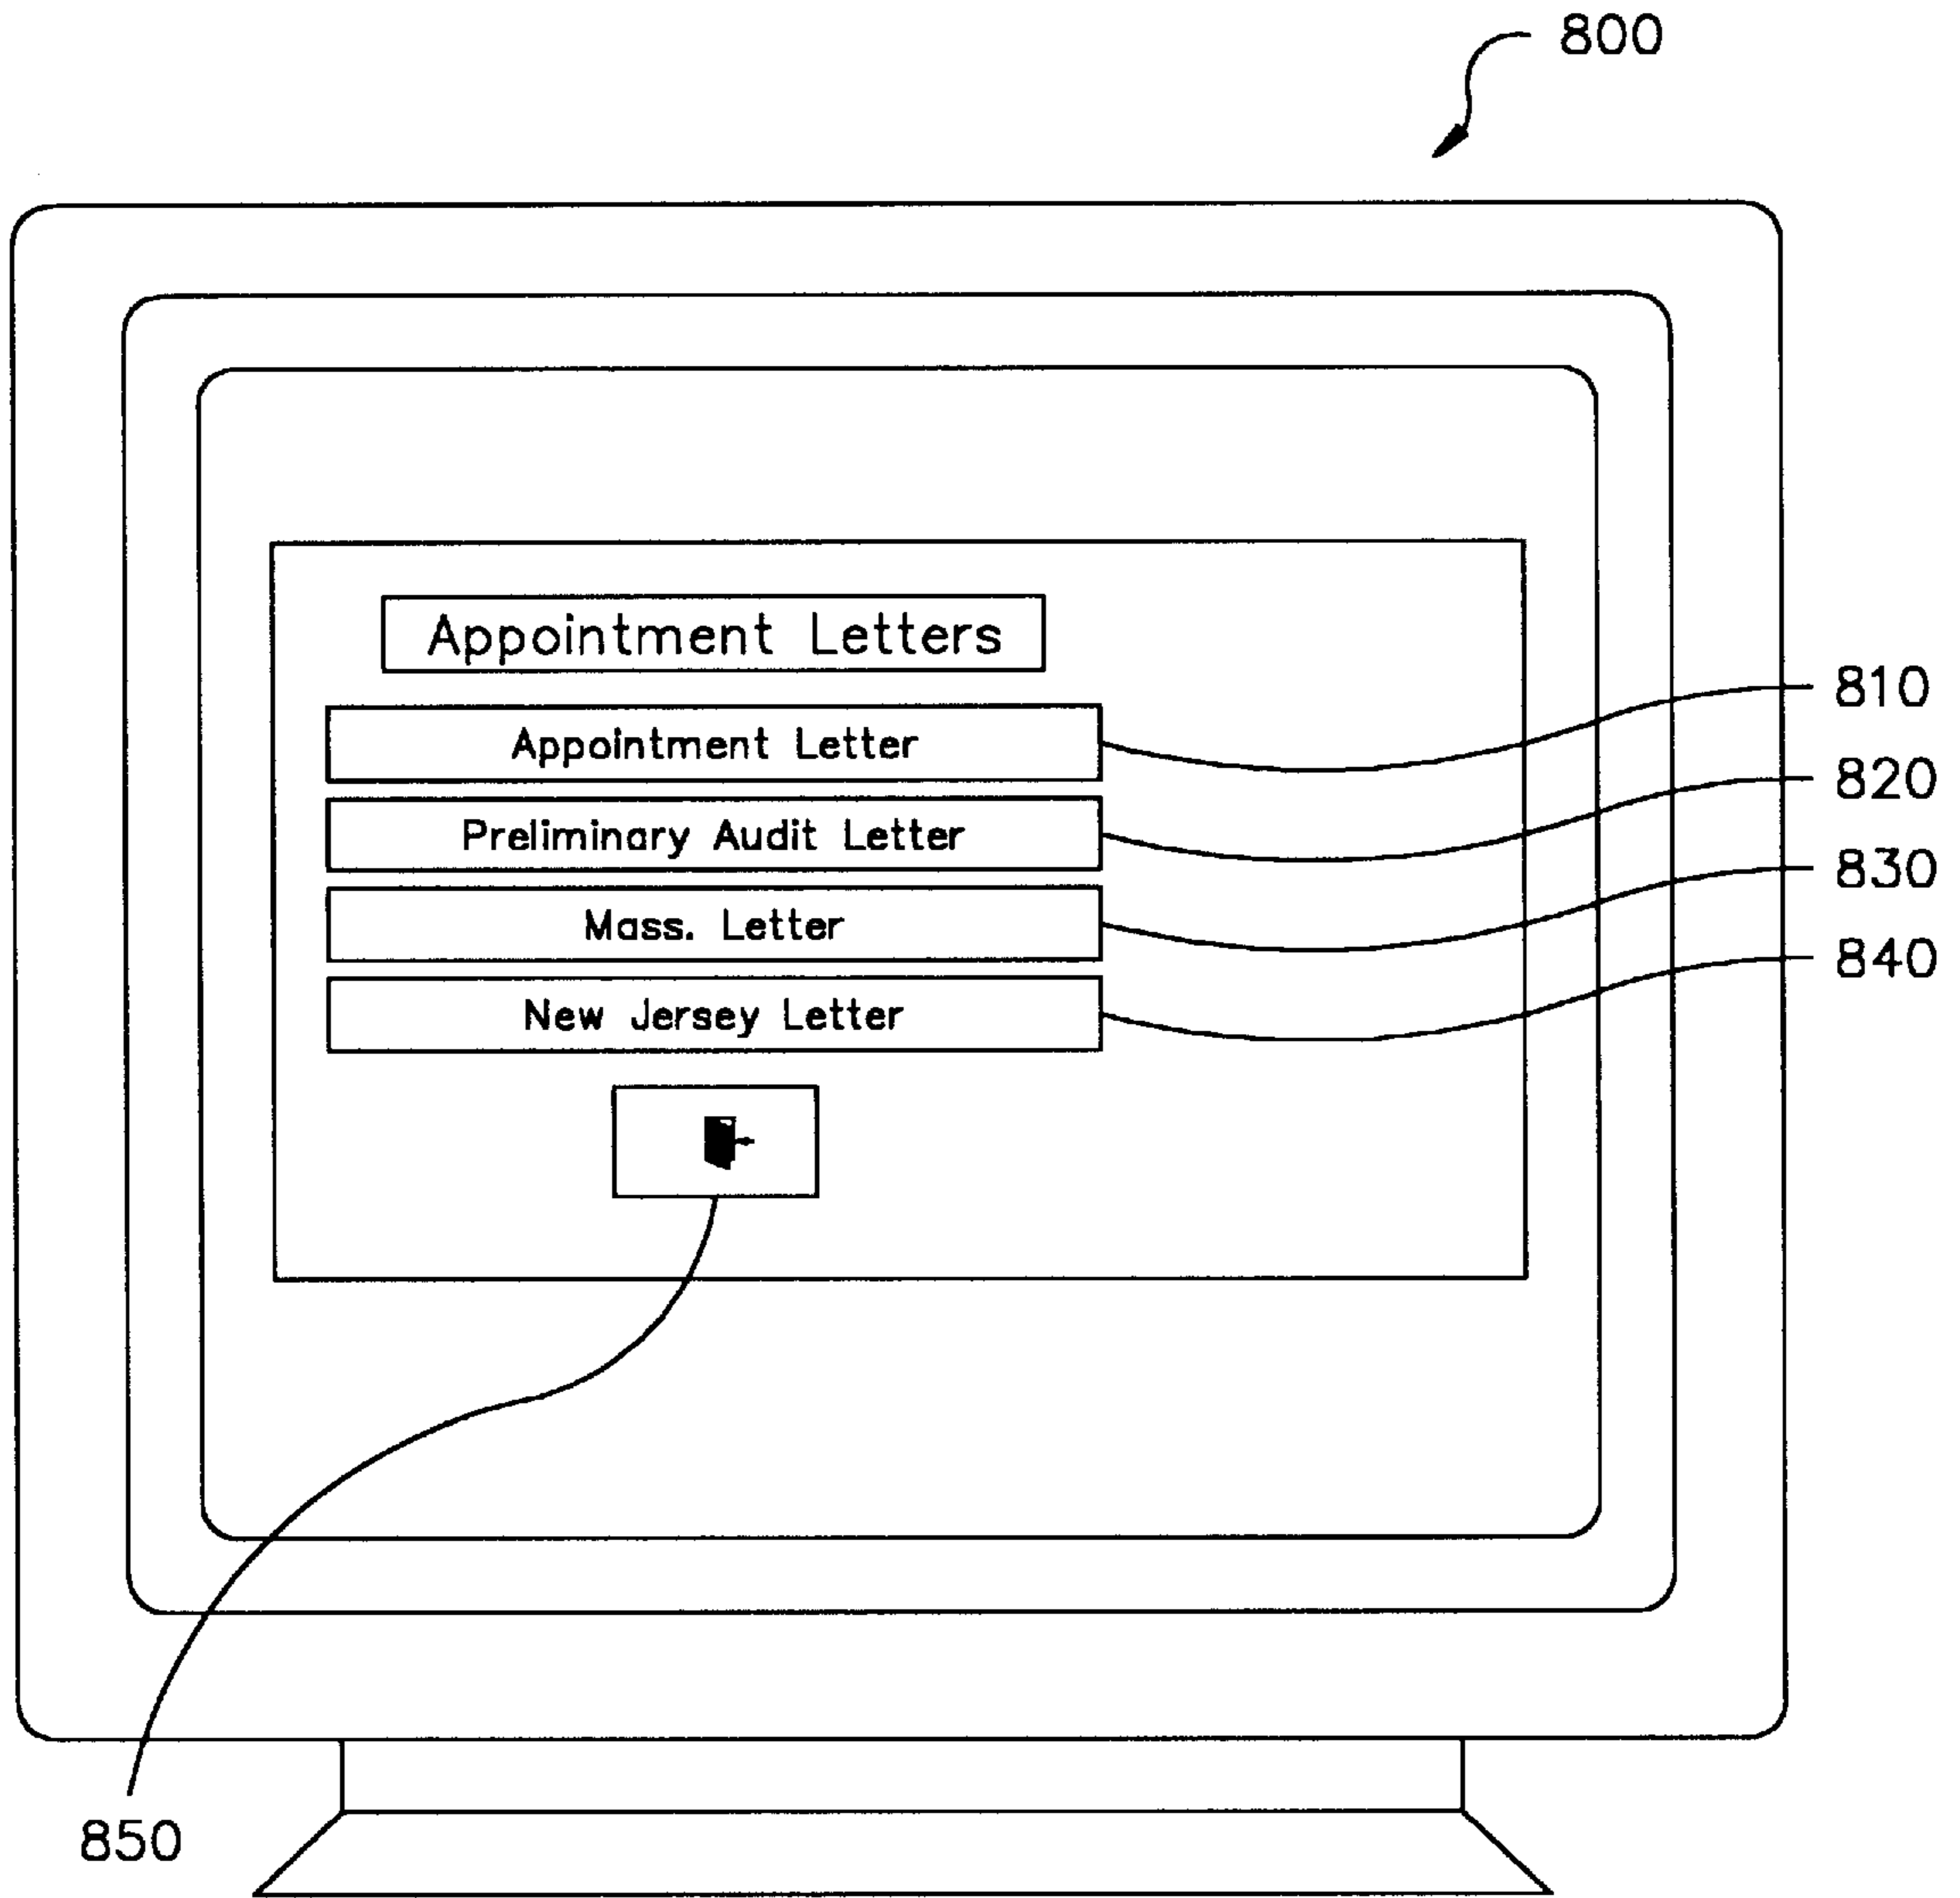 800
Appointment Letters
Appointment Letter
810
Preliminary Audit Letter
820
Mass. Letter
830
New Jersey Letter
840
850